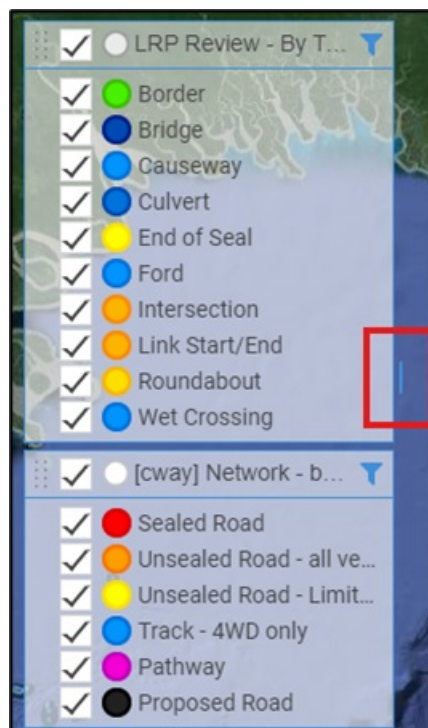 LRP Review - By T...
Border
Bridge
Causeway
Culvert
End of Seal
Ford
Intersection
Link Start/End
Roundabout
Wet Crossing
[cway] Network - b...
Sealed Road
Unsealed Road - all ve...
Unsealed Road - Limit...
Track - 4WD only
Pathway
Proposed Road